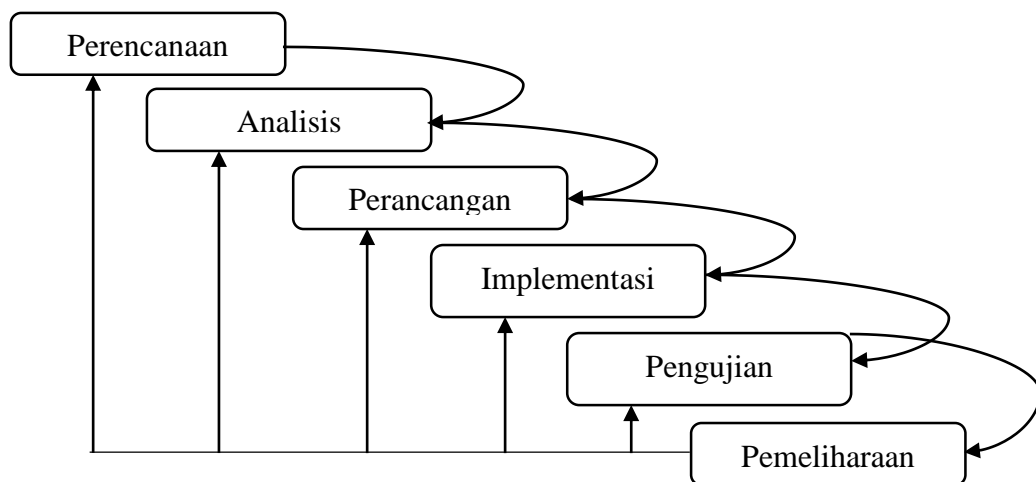 Perencanaan
Analisis
Perancangan
Implementasi
Pengujian
Pemeliharaan